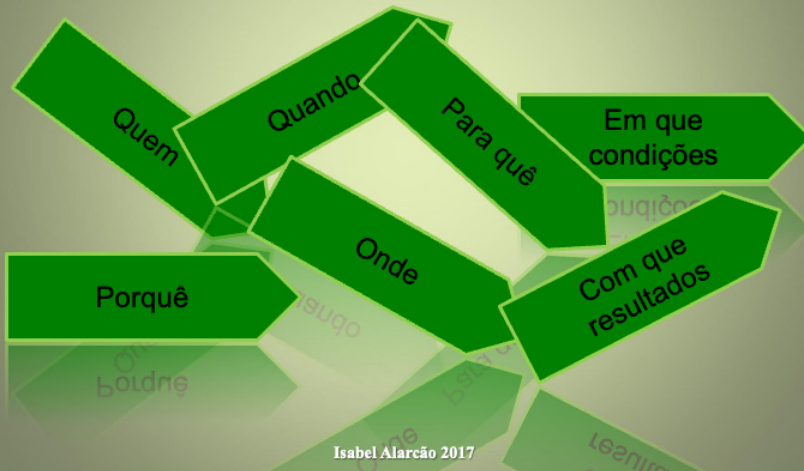 Quem
Quando
Para quê
Em que
condições
Porquê
Onde
Com que
resultados
Isabel Alarcão 2017